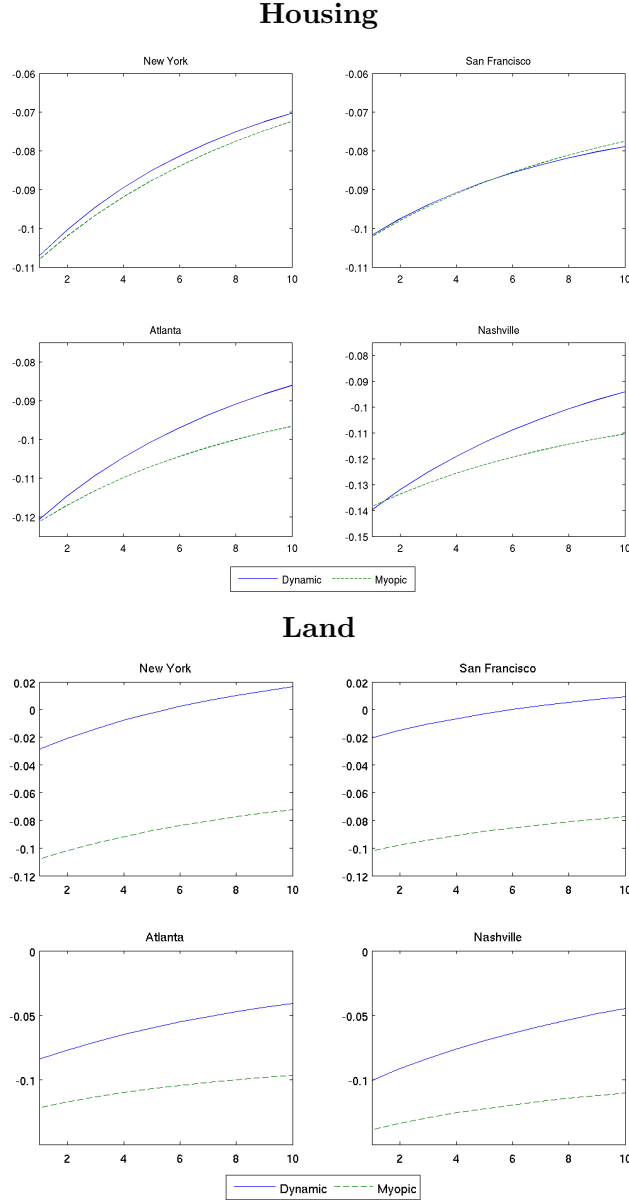 Housing
New York
San Francisco
-0.06
-0.07
-0.08
-0.09
-0.1
-0.11
2 4 6 8 10
-0.06
-0.07
-0.08
-0.09
-0.1
-0.11
2 4 6 8 10
Atlanta
Nashville
-0.08
-0.09
-0.1
-0.11
-0.12
2 4 6 8 10
-0.08
-0.09
-0.1
-0.11
-0.12
-0.13
-0.14
-0.15
2 4 6 8 10
Dynamic Myopic
Land
New York
San Francisco
0.02
0
-0.02
-0.04
-0.06
-0.08
-0.1
-0.12
2 4 6 8 10
0.02
0
-0.02
-0.04
-0.06
-0.08
-0.1
-0.12
2 4 6 8 10
Atlanta
Nashville
0
-0.05
-0.1
2 4 6 8 10
0
-0.05
-0.1
2 4 6 8 10
Dynamic Myopic